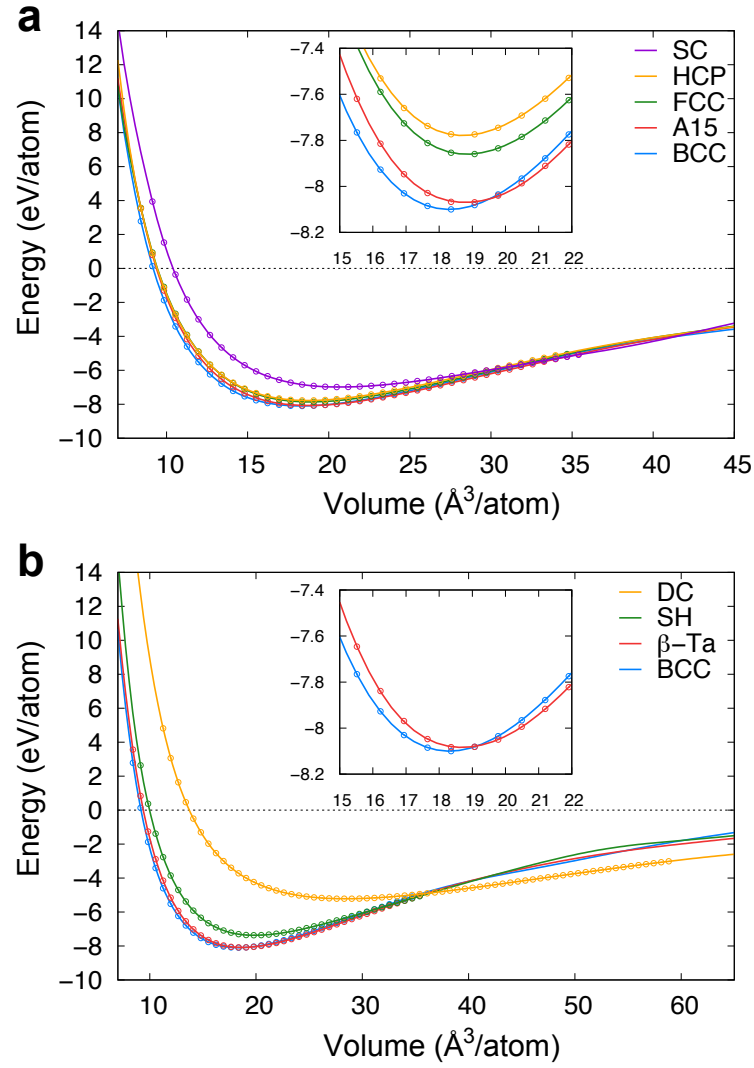 a
14
12
10
8
6
4
2
0
−2
−4
−6
−8
−10
Energy (eV/atom)
10 15 20 25 30 35 40 45
Volume (Å3/atom)
SC
HCP
FCC
A15
BCC
−7.4
−7.6
−7.8
−8
−8.2
15 16 17 18 19 20 21 22
b
14
12
10
8
6
4
2
0
−2
−4
−6
−8
−10
Energy (eV/atom)
10 20 30 40 50 60
Volume (Å3/atom)
DC
SH
β−Ta
BCC
−7.4
−7.6
−7.8
−8
−8.2
15 16 17 18 19 20 21 22